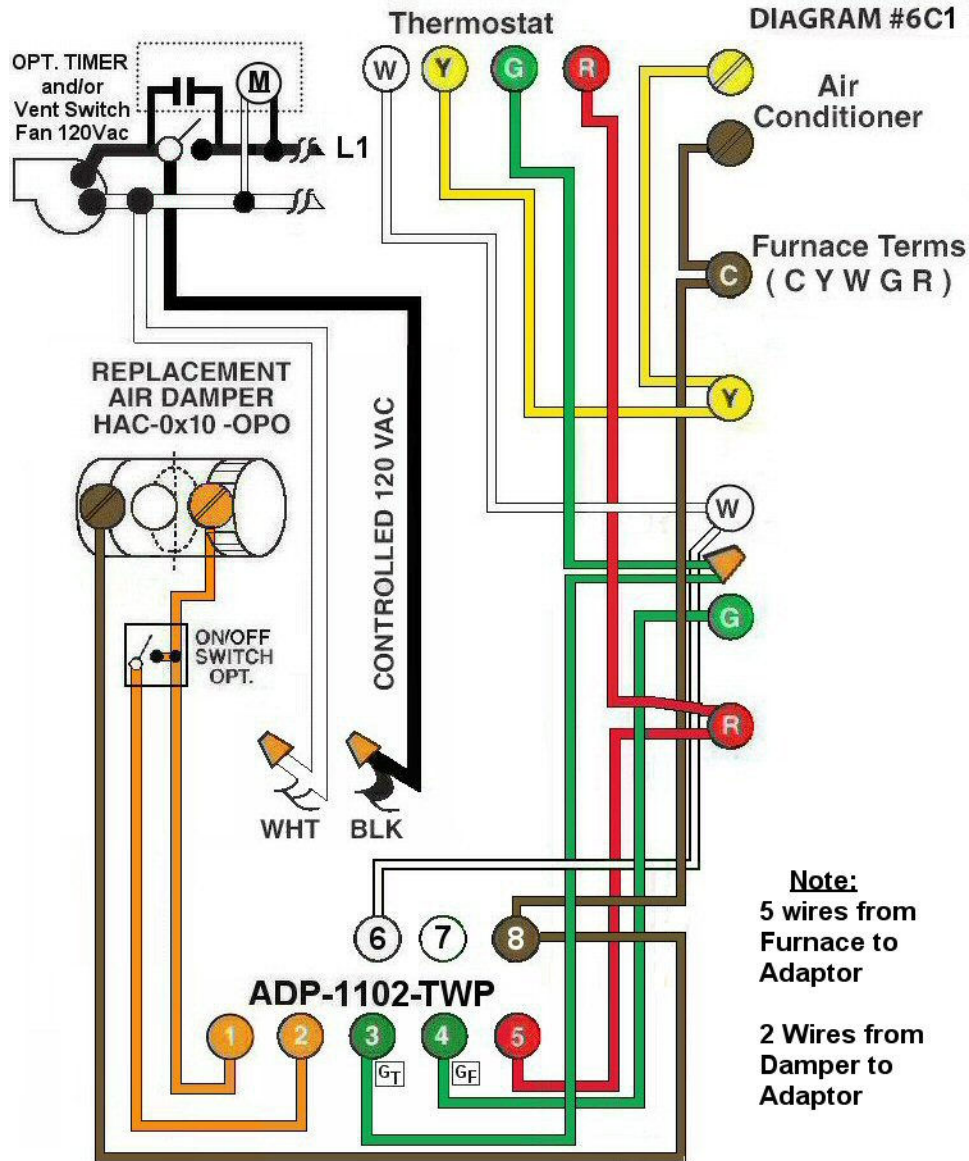 DIAGRAM #6C1
Thermostat
OPT. TIMER
and/or
Vent Switch
Fan 120Vac
M
L1
W
Y
G
R
Air
Conditioner
Furnace Terms
( C Y W G R )
C
Y
W
G
R
REPLACEMENT
AIR DAMPER
HAC-0x10 -OPO
CONTROLLED 120 VAC
ON/OFF
SWITCH
OPT.
WHT
BLK
6
7
8
ADP-1102-TWP
1
2
3
4
5
GT
GF
Note:
5 wires from
Furnace to
Adaptor
2 Wires from
Damper to
Adaptor